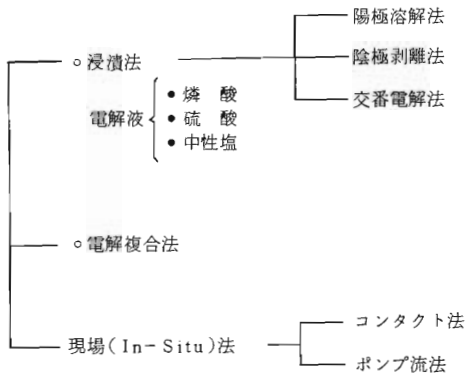 陽極溶解法
○浸漬法
陰極剥離法
交番電解法
電解液
●燐 酸
●硫 酸
●中性塩
○電解複合法
現場(In-Situ)法
コンタクト法
ポンプ流法